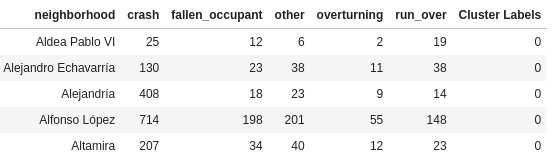 neighborhood crash fallen_occupant other overturning run_over Cluster Labels
Aldea Pablo VI 25 12 6 2 19 0
Alejandro Echavarría 130 23 38 11 38 0
Alejandría 408 18 23 9 14 0
Alfonso López 714 198 201 55 148 0
Altamira 207 34 40 12 23 0